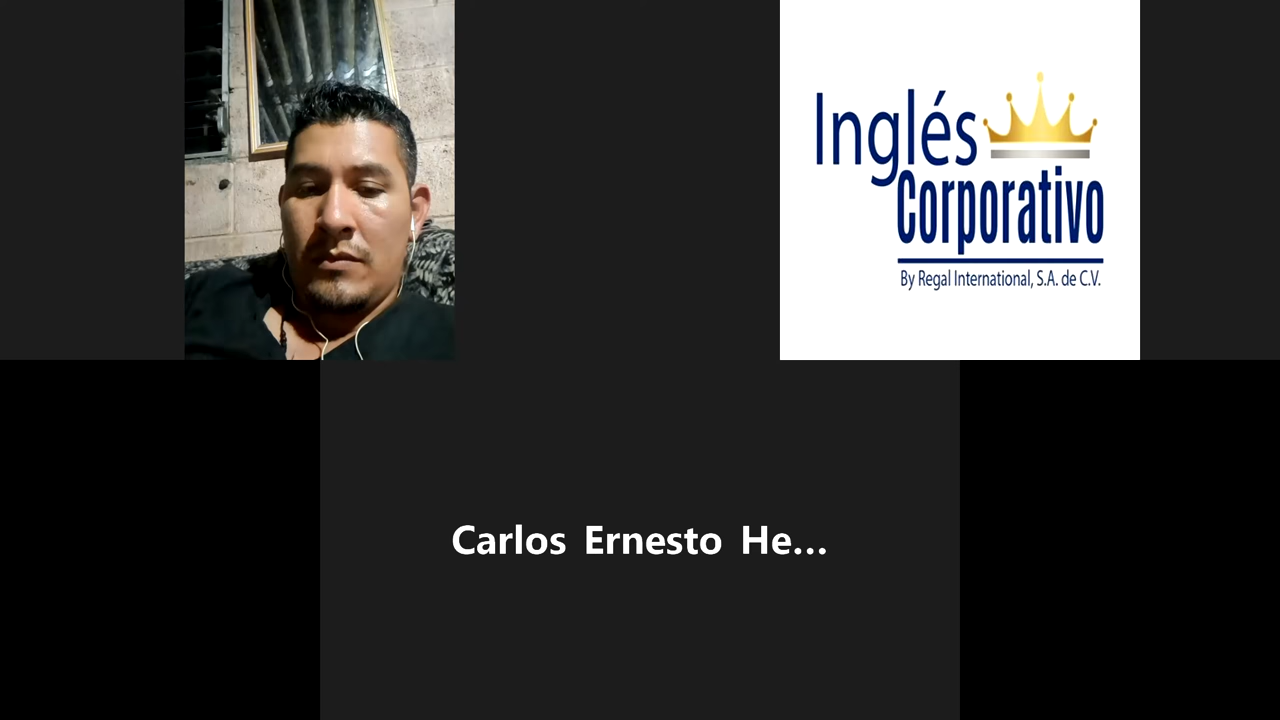 Inglés
Corporativo
By Regal International, S.A. de C.V.
Carlos Ernesto He...